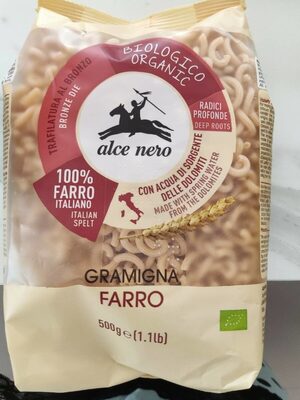 TRAFILATURA AL BRONZO
BRONZE DIE
BIOLOGICO
ORGANIC
RADICI
PROFONDE
DEEP ROOTS
alce nero
100%
FARRO
ITALIANO
ITALIAN
SPELT
CON ACQUA DI SORGENTE
DELLE DOLOMITI
MADE WITH SPRING WATER
FROM THE DOLOMITES
GRAMIGNA
FARRO
500g e (1.1lb)